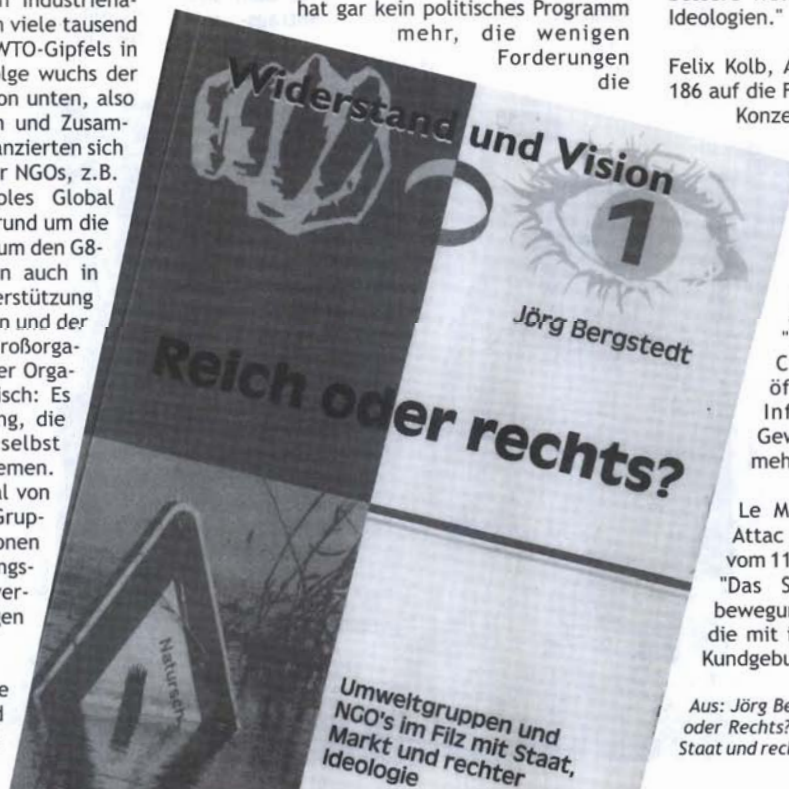 n Industriena-
n viele tausend
WTO-Gipfels in
lge wuchs der
on unten, also
n und Zusam-
anzierten sich
r NGOs, z.B.
oles Global
rund um die
um den G8-
n auch in
erstützung
n und der
roßorga-
er Orga-
isch: Es
ng, die
selbst
emen.
l von
Grup-
onen
ngs-
ver-
gen
e
d
hat gar kein politisches Programm
mehr, die wenigen
Forderungen
die
Widerstand und Vision
1
Jörg Bergstedt
Reich oder rechts?
Natursch
Umweltgruppen und
NGO's im Filz mit Staat,
Markt und rechter
Ideologie
Ideologien."
Felix Kolb, A
186 auf die F
Konze
"
C
öf
Inf
Gew
meh
Le M
Attac
vom 11
"Das S
bewegun
die mit i
Kundgebu
Aus: Jörg Be
oder Rechts?
Staat und rech